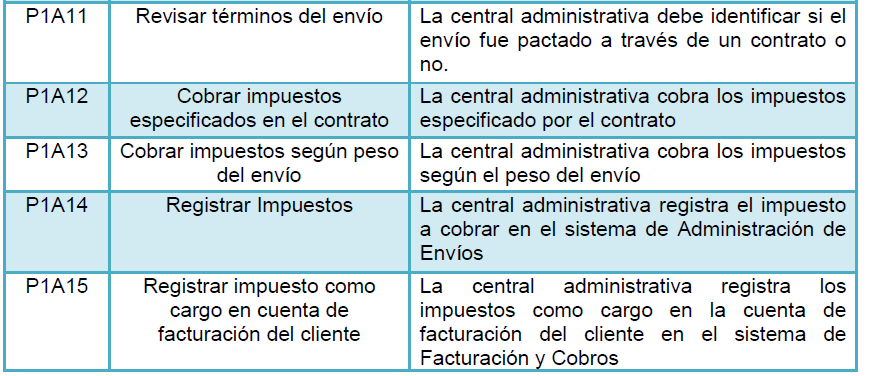 P1A11
Revisar términos del envío
La central administrativa debe identificar si el
envío fue pactado a través de un contrato o
no.
P1A12
Cobrar impuestos
especificados en el contrato
La central administrativa cobra los impuestos
especificado por el contrato
P1A13
Cobrar impuestos según peso
del envío
La central administrativa cobra los impuestos
según el peso del envío
P1A14
Registrar Impuestos
La central administrativa registra el impuesto
a cobrar en el sistema de Administración de
Envíos
P1A15
Registrar impuesto como
cargo en cuenta de
facturación del cliente
La central administrativa registra los
impuestos como cargo en la cuenta de
facturación del cliente en el sistema de
Facturación y Cobros